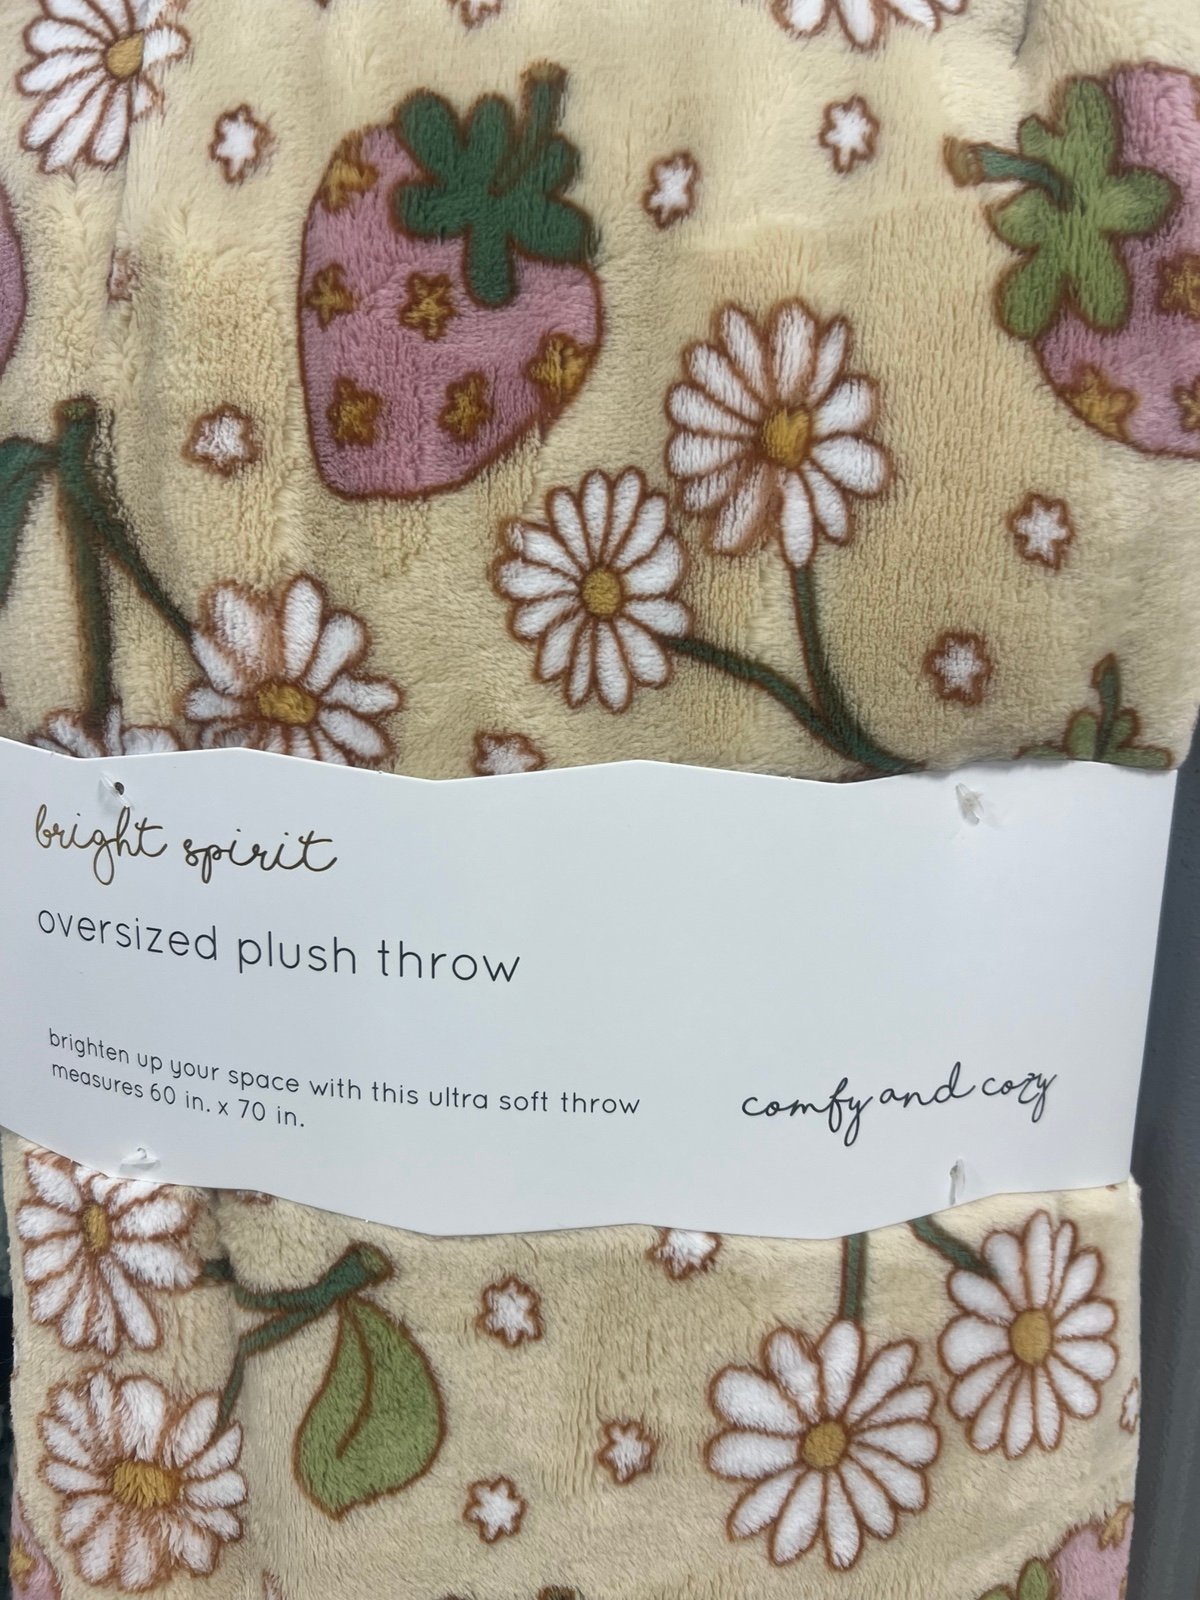 bright spirit
oversized plush throw
brighten up your space with this ultra soft throw
measures 60 in. x 70 in.
comfy and cozy